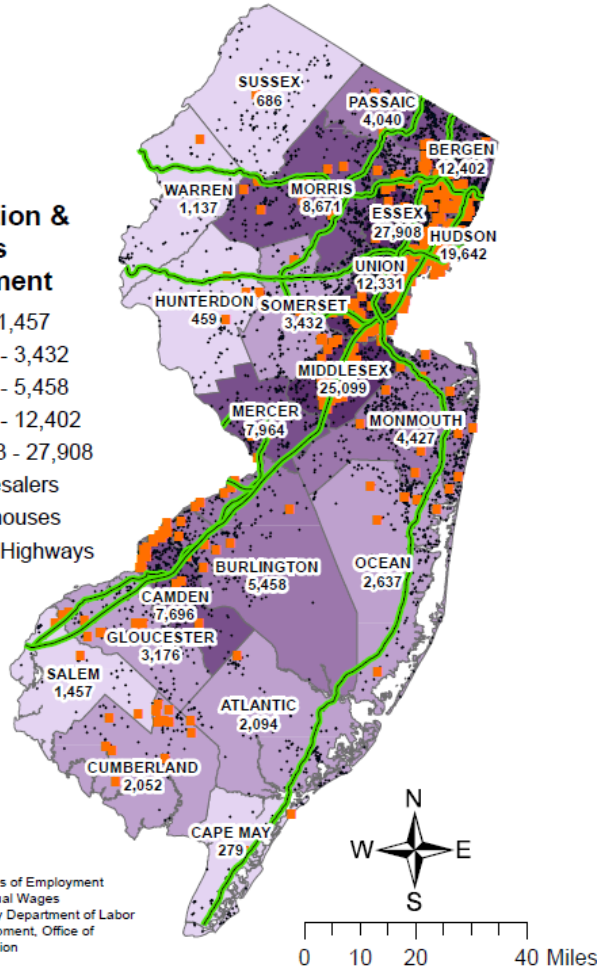 SUSSEX
686
PASSAIC
4,040
BERGEN
12,402
WARREN
1,137
MORRIS
8,671
ESSEX
27,908
HUDSON
19,642
UNION
12,331
HUNTERDON
459
SOMERSET
3,432
MIDDLESEX
25,099
MERCER
7,964
MONMOUTH
4,427
OCEAN
2,637
BURLINGTON
5,458
CAMDEN
7,696
GLOUCESTER
3,176
SALEM
1,457
ATLANTIC
2,094
CUMBERLAND
2,052
CAPE MAY
279
ion &
s
ment
1,457
- 3,432
- 5,458
- 12,402
3 - 27,908
esalers
houses
Highways
N
W E
S
s of Employment
ual Wages
y Department of Labor
opment, Office of
tion
0 10 20 40 Miles